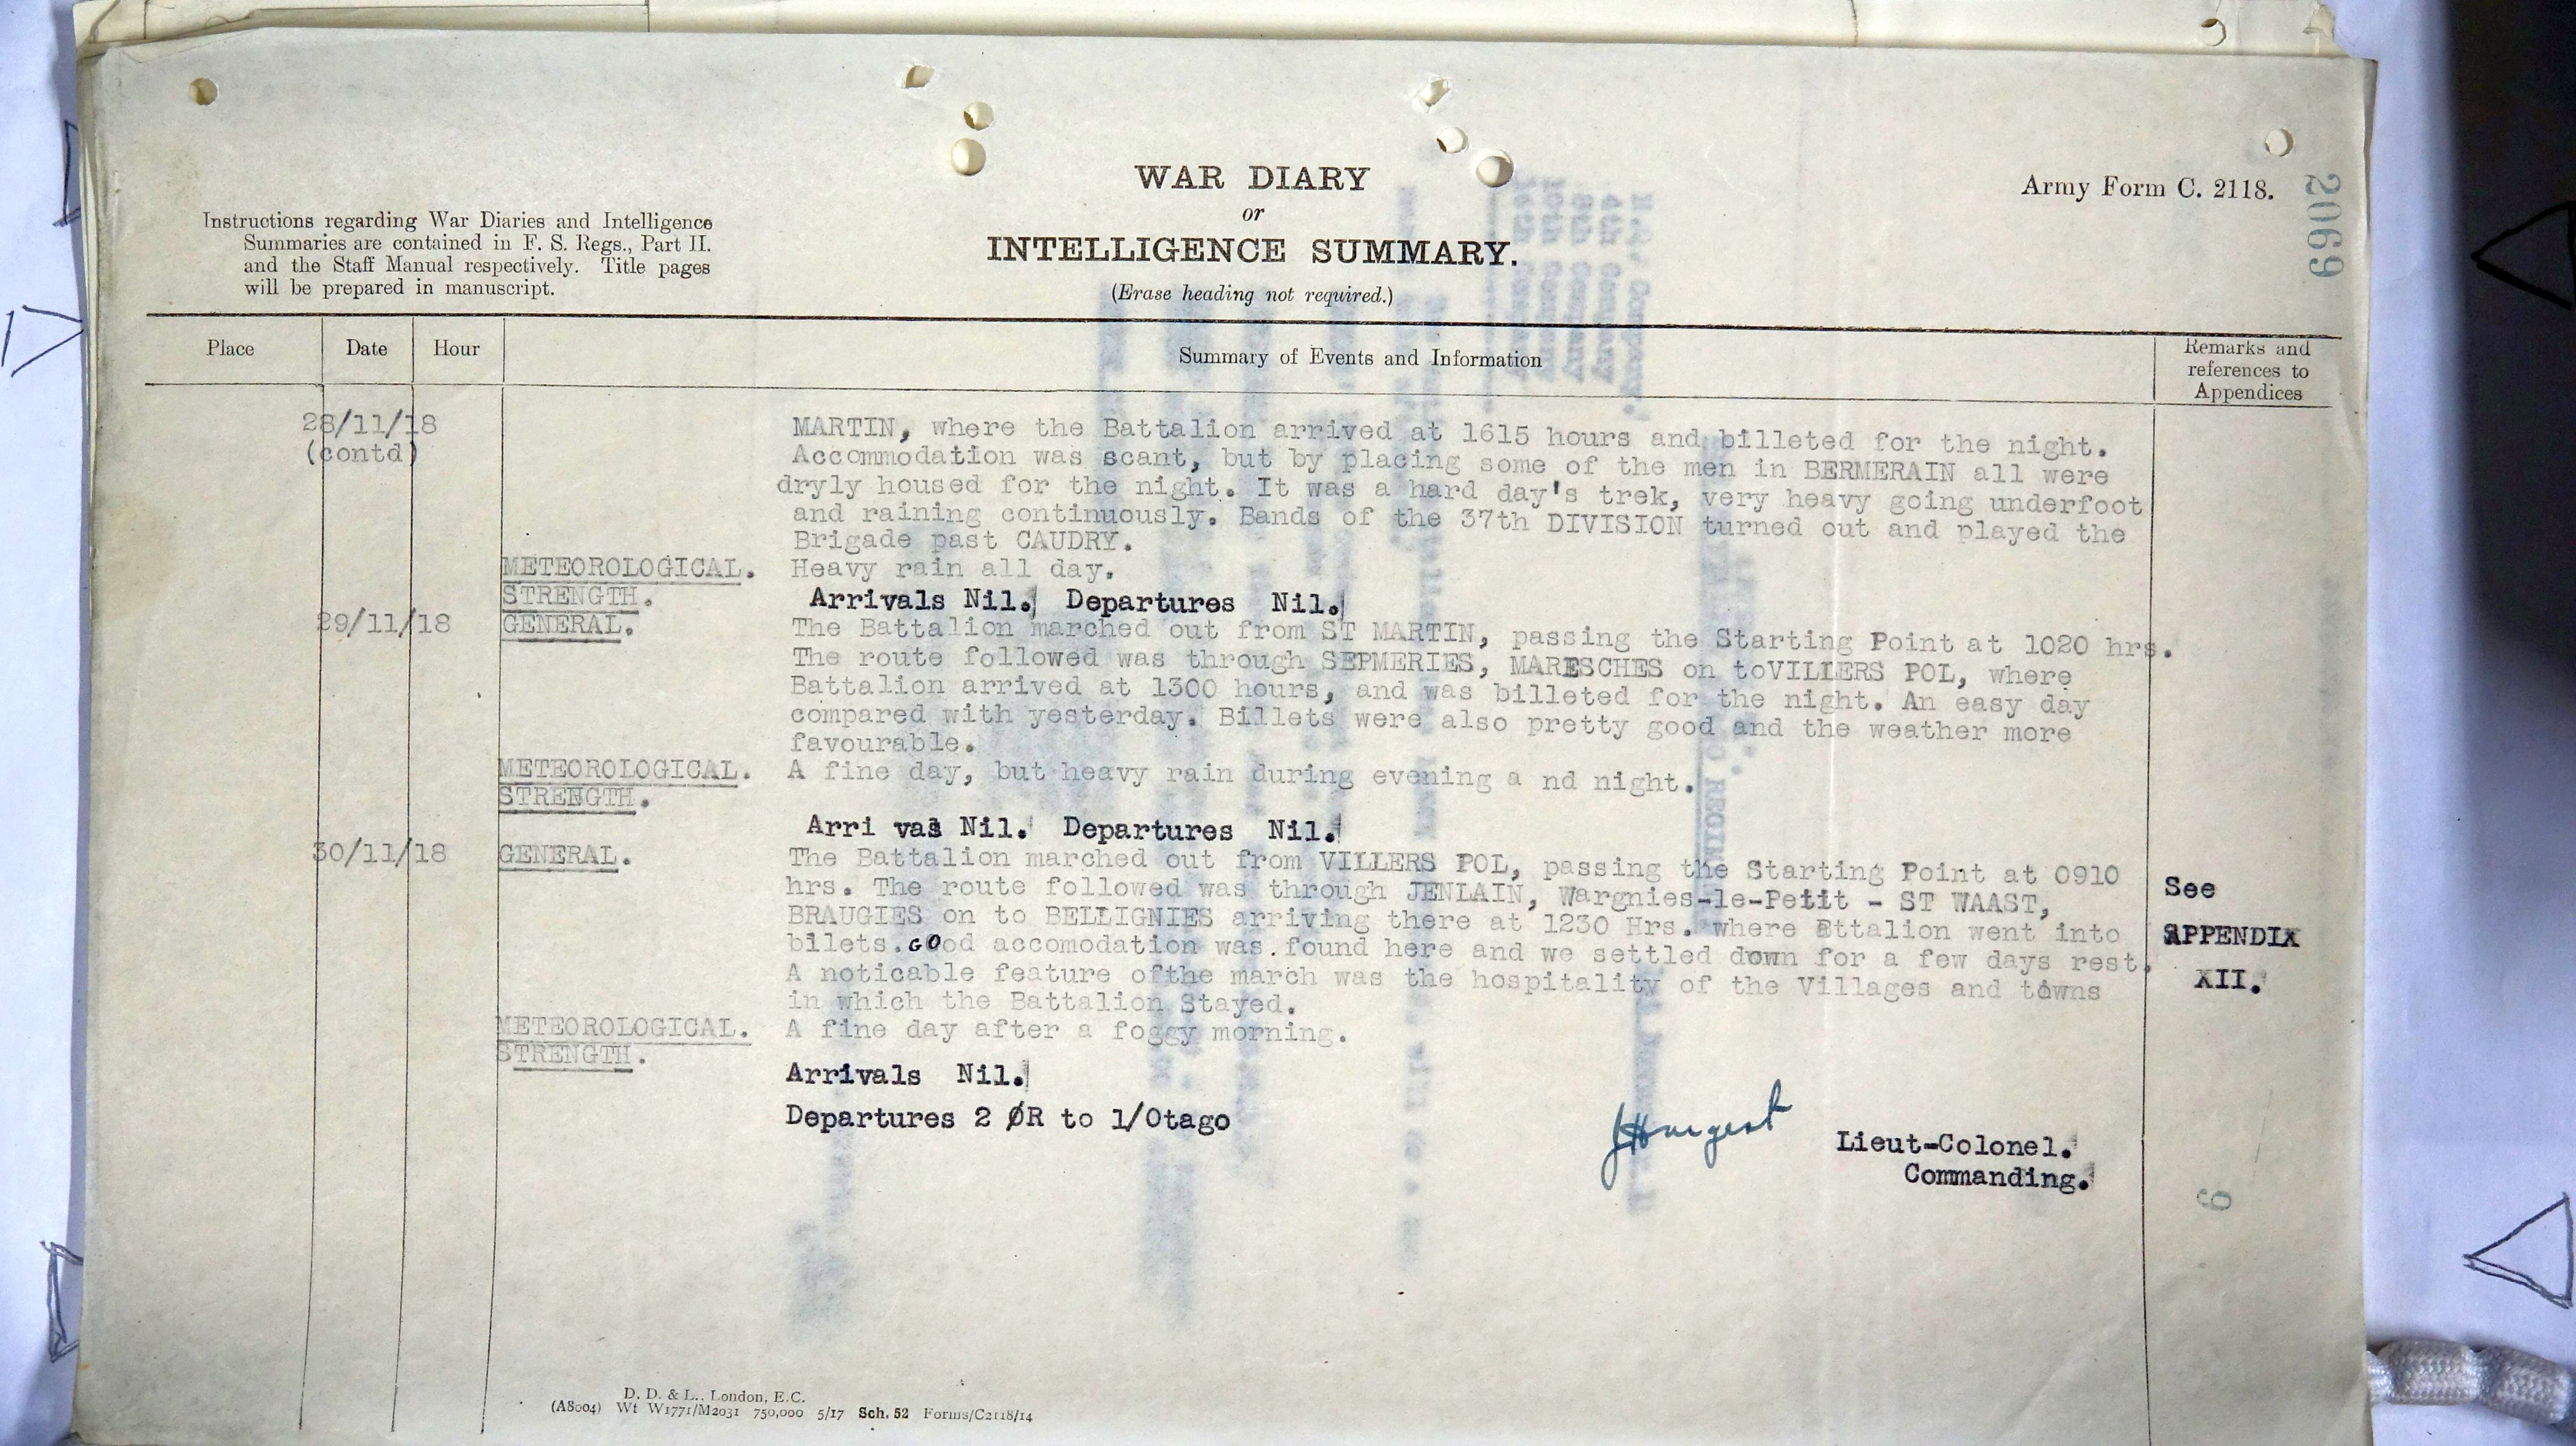 WAR DIARY
or
INTELLIGENCE SUMMARY.
(Erase heading not required.)
Army Form C. 2118.
2069
Instructions regarding War Diaries and Intelligence
Summaries are contained in F. S. Regs., Part II.
and the Staff Manual respectively. Title pages
will be prepared in manuscript.
Place Date Hour Summary of Events and Information Remarks and
references to
Appendices
28/11/18
(contd)
MARTIN, where the Battalion arrived at 1615 hours and billeted for the night.
Accommodation was scant, but by placing some of the men in BERMERAIN all were
dryly housed for the night. It was a hard day's trek, very heavy going underfoot
and raining continuously. Bands of the 37th DIVISION turned out and played the
Brigade past CAUDRY.
METEOROLOGICAL. Heavy rain all day.
STRENGTH. Arrivals Nil. Departures Nil.
29/11/18 GENERAL. The Battalion marched out from ST MARTIN, passing the Starting Point at 1020 hrs.
The route followed was through SEPMERIES, MARESCHES on toVILLERS POL, where
Battalion arrived at 1300 hours, and was billeted for the night. An easy day
compared with yesterday. Billets were also pretty good and the weather more
favourable.
METEOROLOGICAL. A fine day, but heavy rain during evening a nd night.
STRENGTH.
Arri vas Nil. Departures Nil.
30/11/18 GENERAL. The Battalion marched out from VILLERS POL, passing the Starting Point at 0910
hrs. The route followed was through JENLAIN, Wargnies-le-Petit - ST WAAST,
BRAUGIES on to BELLIGNIES arriving there at 1230 Hrs. where Bttalion went into
bilets. GOod accomodation was.found here and we settled down for a few days rest.
A noticable feature ofthe march was the hospitality of the Villages and towns
in which the Battalion Stayed.
See
APPENDIX
XII.
METEOROLOGICAL. A fine day after a foggy morning.
STRENGTH.
Arrivals Nil.
Departures 2 OR to 1/Otago
JHargest
Lieut-Colonel.
Commanding.
6
D. D. & L., London, E.C.
(A8004) Wt W1771/M2031 750,000 5/17 Sch. 52 Forms/C2118/14